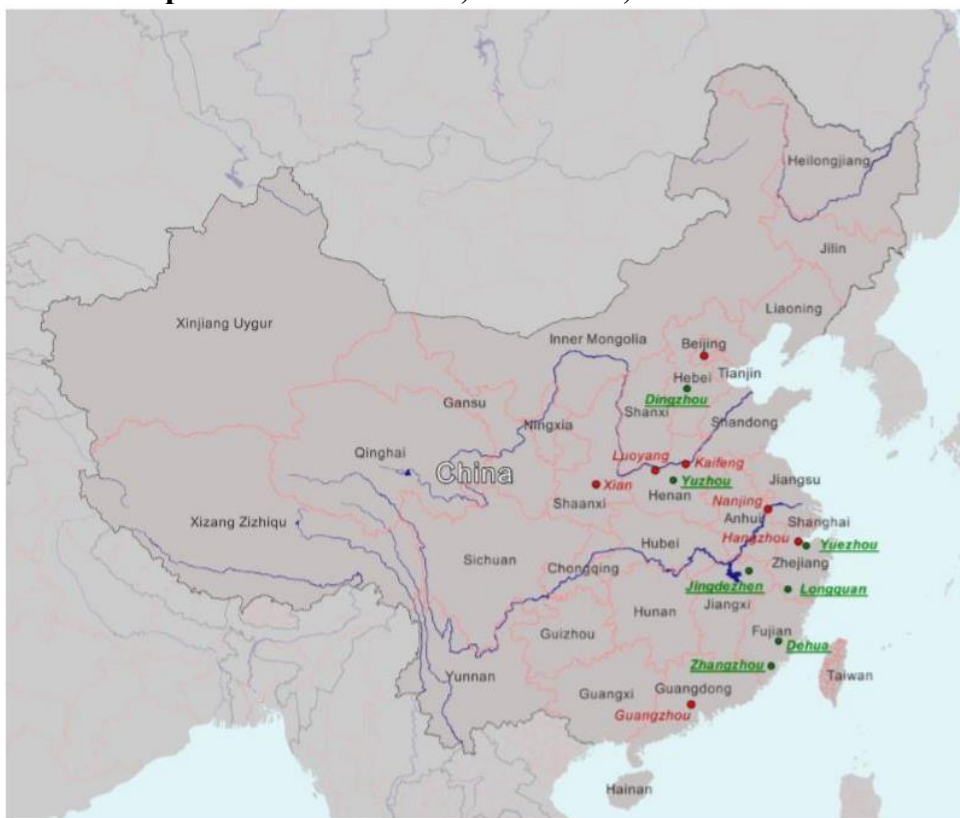 Heilongjiang
Jilin
Liaoning
Xinjiang Uygur
Inner Mongolia
Beijing
Tianjin
Hebei
Dingzhou
Gansu
Shanxi
Ningxia
Shandong
Qinghai
China
Luoyang
Kaifeng
Xian
Yuzhou
Jiangsu
Shaanxi
Henan
Nanjing
Anhui
Shanghai
Xizang Zizhiqu
Hangzhou
Yuezhou
Hubei
Sichuan
Chongqing
Zhejiang
Jingdezhen
Longquan
Jiangxi
Hunan
Guizhou
Fujian
Dehua
Zhangzhou
Yunnan
Taiwan
Guangxi
Guangdong
Guangzhou
Hainan